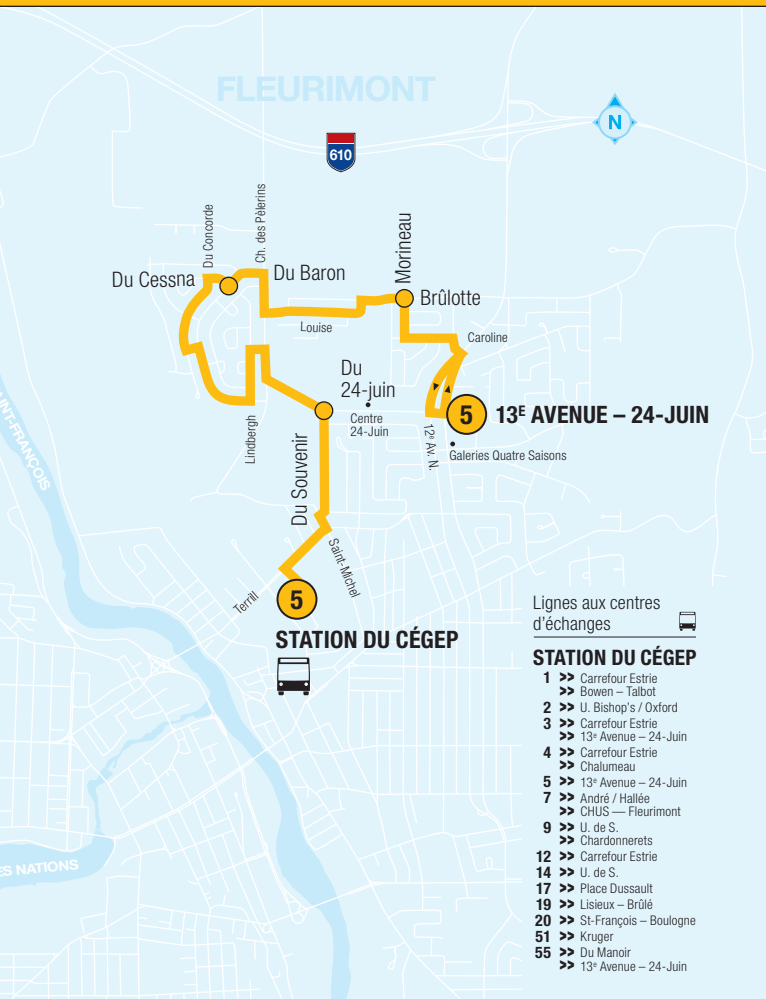 FLEURIMONT
N
610
Du Concorde
Ch. des Pèlerins
Morineau
Du Cessna
Du Baron
Brûlotte
Louise
Caroline
Du
24-juin
Centre
24-Juin
5 13E AVENUE – 24-JUIN
12e Av. N.
Galeries Quatre Saisons
Lindbergh
Du Souvenir
SAINT-FRANÇOIS
Saint-Michel
Terrill
5
STATION DU CÉGEP
Lignes aux centres
d'échanges
STATION DU CÉGEP
1 >> Carrefour Estrie
>> Bowen – Talbot
2 >> U. Bishop's / Oxford
3 >> Carrefour Estrie
>> 13e Avenue – 24-Juin
4 >> Carrefour Estrie
>> Chalumeau
5 >> 13e Avenue – 24-Juin
7 >> André / Hallée
>> CHUS — Fleurimont
9 >> U. de S.
>> Chardonnerets
12 >> Carrefour Estrie
14 >> U. de S.
17 >> Place Dussault
19 >> Lisieux – Brûlé
20 >> St-François – Boulogne
51 >> Kruger
55 >> Du Manoir
>> 13e Avenue – 24-Juin
ES NATIONS